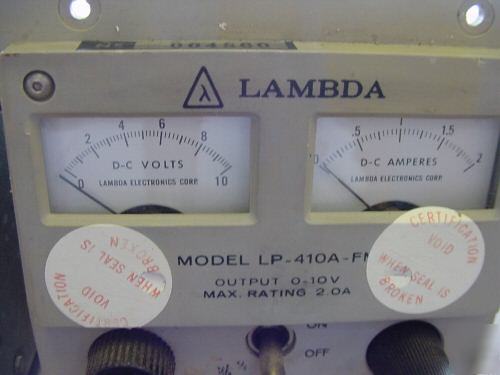 004560
λ LAMBDA
0 2 4 6 8 10
D-C VOLTS
LAMBDA ELECTRONICS CORP.
0 .5 1 1.5 2
D-C AMPERES
LAMBDA ELECTRONICS CORP.
MODEL LP-410A-FM
OUTPUT 0-10V
MAX. RATING 2.0A
CERTIFICATION
VOID
WHEN SEAL IS
BROKEN
CERTIFICATION
VOID
WHEN SEAL IS
BROKEN
ON
OFF